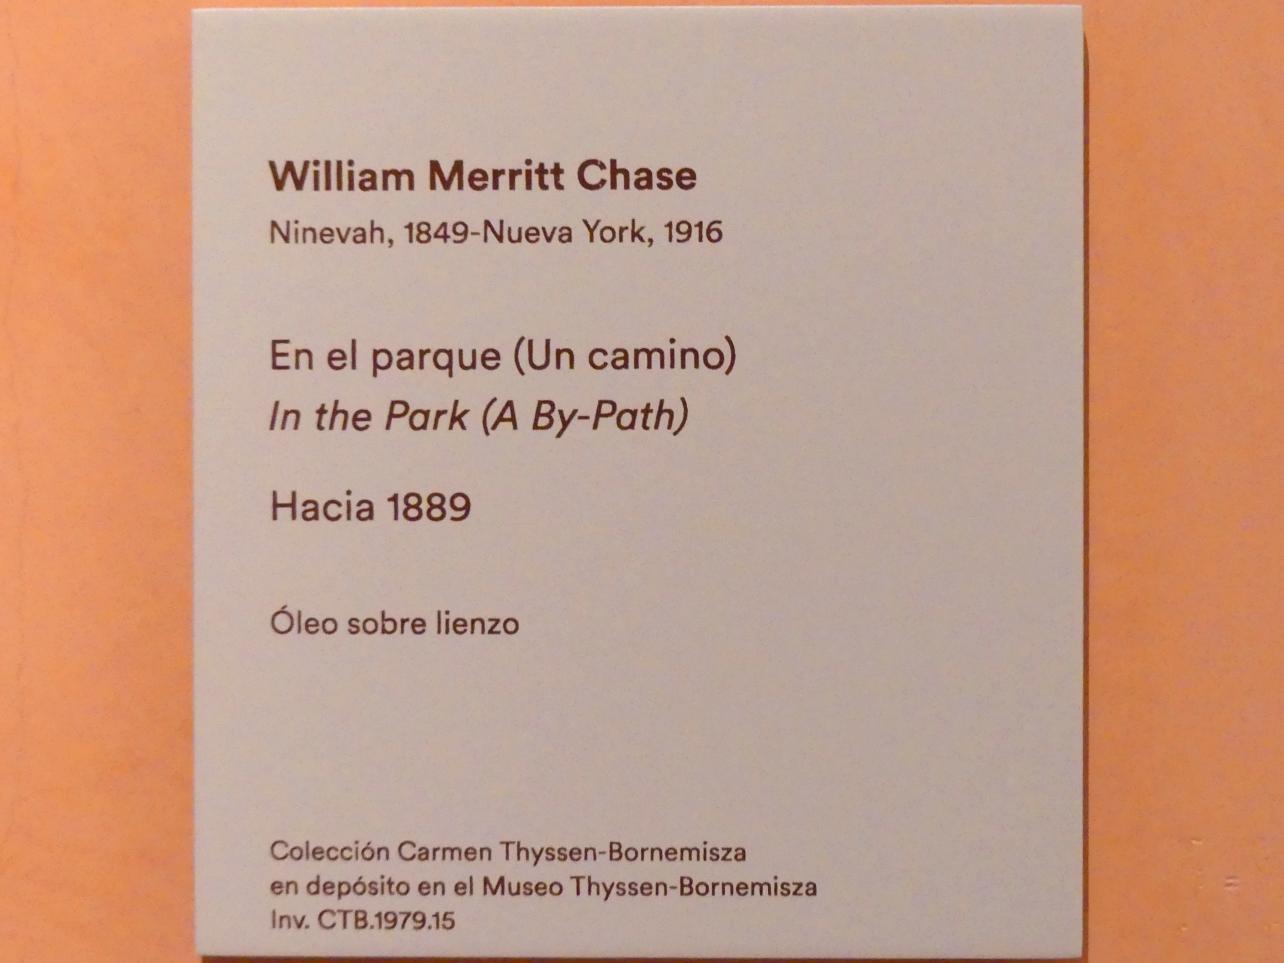 William Merritt Chase
Ninevah, 1849-Nueva York, 1916
En el parque (Un camino)
In the Park (A By-Path)
Hacia 1889
Óleo sobre lienzo
Colección Carmen Thyssen-Bornemisza
en depósito en el Museo Thyssen-Bornemisza
Inv. CTB.1979.15